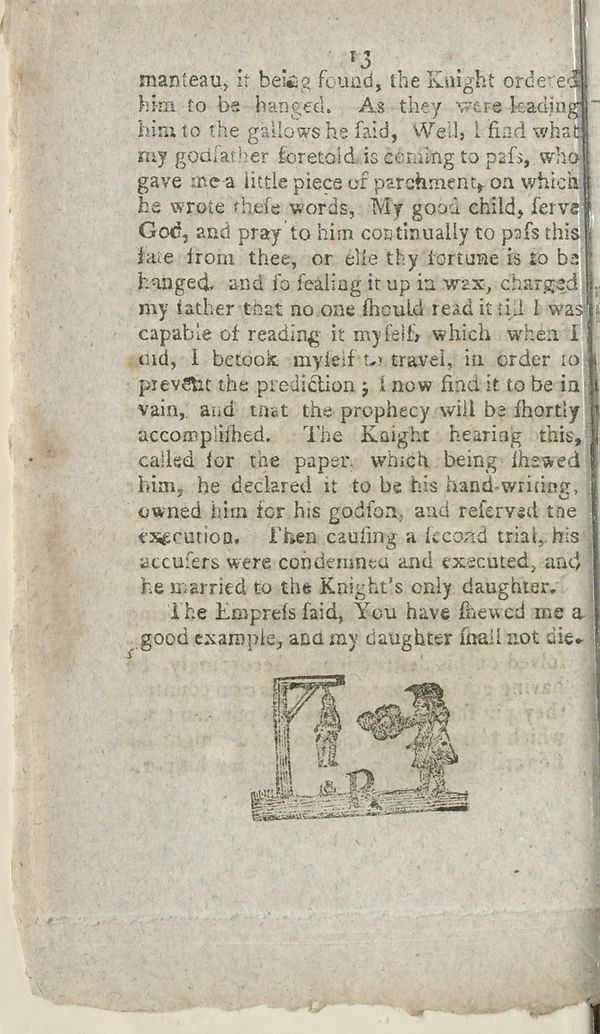 13
manteau, it being found, the Knight ordered
him to be hanged. As they were leading
him to the gallows he ſaid, Well, I find what
my godfather foretold is coming to paſs, who
gave me a little piece of parchment, on which
he wrote theſe words, My good child, ſerve
God, and pray to him continually to paſs this
fate from thee, or elſe thy fortune is to be
hanged, and ſo ſealing it up in wax, charged
my father that no one ſhould read it till I was
capable of reading it myſelf, which when I
did, I betook myſelf to travel, in order to
prevent the prediction; I now find it to be in
vain, and that the prophecy will be ſhortly
accompliſhed. The Knight hearing this,
called for the paper, which being ſhewed
him, he declared it to be his hand-writing,
owned him for his godſon, and reſerved the
execution. Then cauſing a ſecond trial, his
accuſers were condemned and executed, and
he married to the Knight's only daughter.
The Empreſs ſaid, You have ſhewed me a
good example, and my daughter ſhall not die.
R